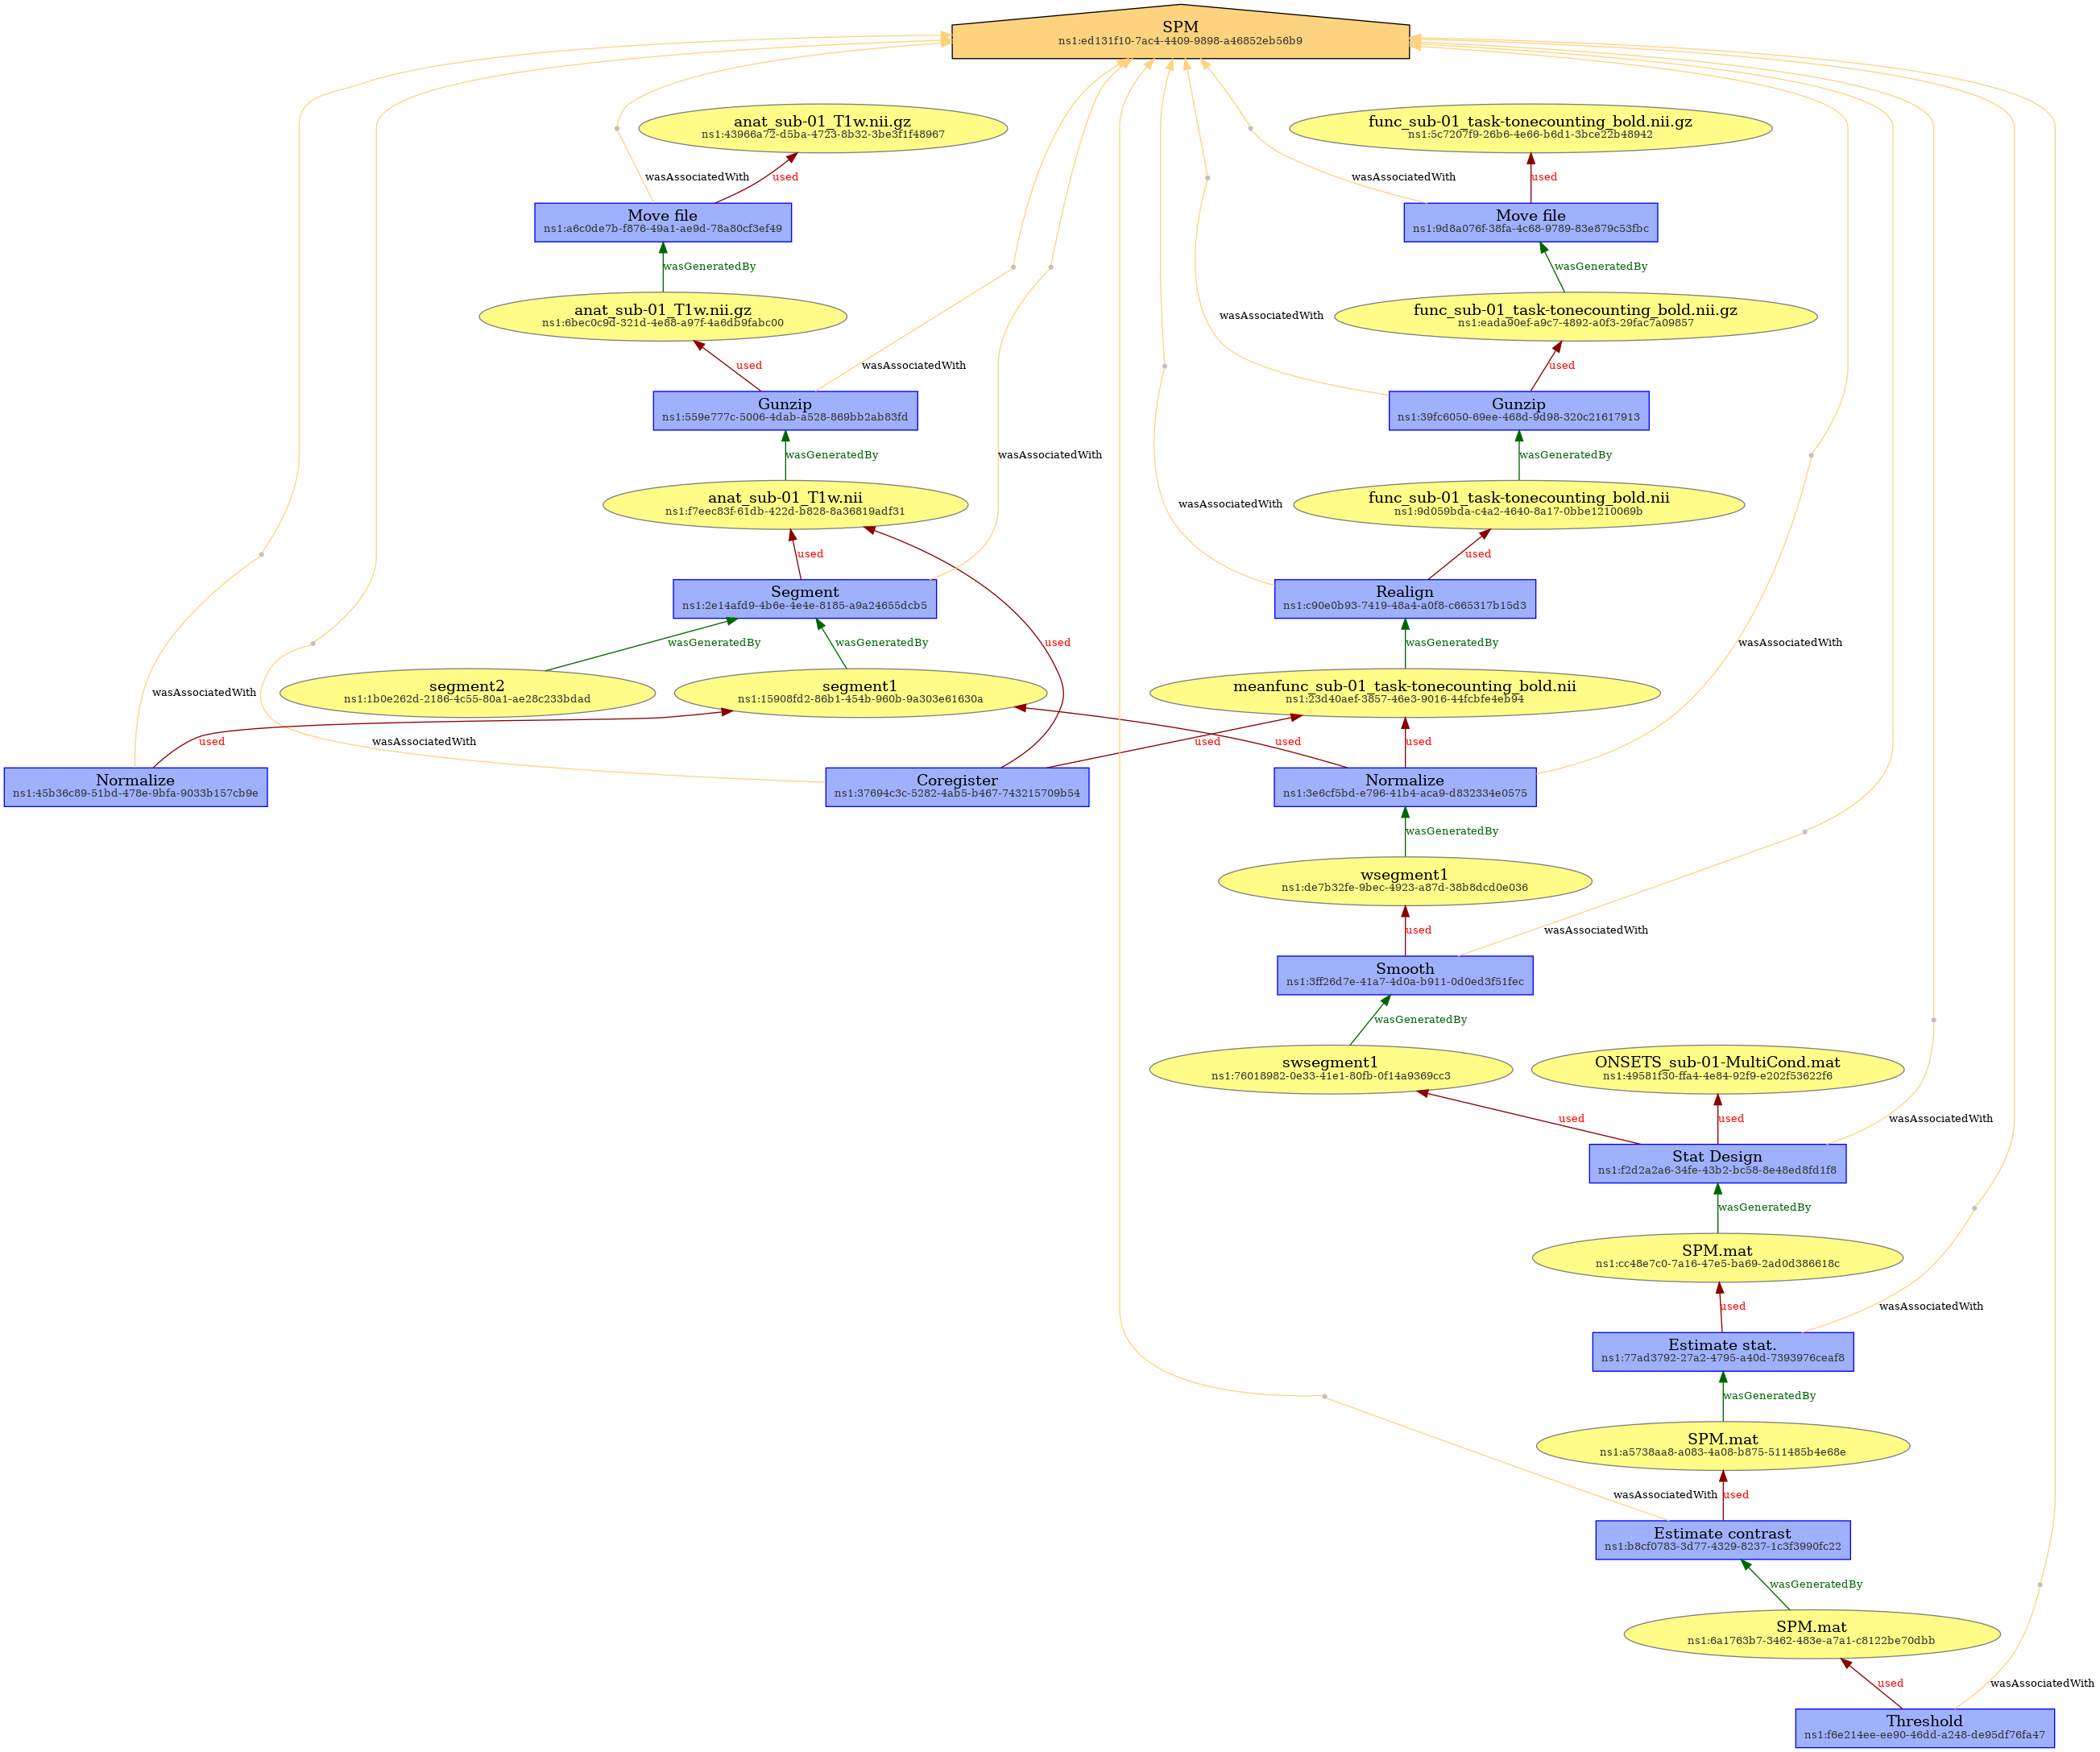 SPM
ns1:ed131f10-7ac4-4409-9898-a46852eb56b9
anat_sub-01_T1w.nii.gz
ns1:43966a72-d5ba-4723-8b32-3be3f1f48967
func_sub-01_task-tonecounting_bold.nii.gz
ns1:5c7207f9-26b6-4e66-b6d1-3bce22b48942
wasAssociatedWith
used
wasAssociatedWith
used
Move file
ns1:a6c0de7b-f876-49a1-ae9d-78a80cf3ef49
Move file
ns1:9d8a076f-38fa-4c68-9789-83e879c53fbc
wasGeneratedBy
wasGeneratedBy
anat_sub-01_T1w.nii.gz
ns1:6bec0c9d-321d-4e88-a97f-4a6db9fabc00
wasAssociatedWith
func_sub-01_task-tonecounting_bold.nii.gz
ns1:eada90ef-a9c7-4892-a0f3-29fac7a09857
used
wasAssociatedWith
used
Gunzip
ns1:559e777c-5006-4dab-a528-869bb2ab83fd
Gunzip
ns1:39fc6050-69ee-468d-9d98-320c21617913
wasGeneratedBy
wasAssociatedWith
wasGeneratedBy
anat_sub-01_T1w.nii
ns1:f7eec83f-61db-422d-b828-8a36819adf31
wasAssociatedWith
func_sub-01_task-tonecounting_bold.nii
ns1:9d059bda-c4a2-4640-8a17-0bbe1210069b
used
used
Segment
ns1:2e14afd9-4b6e-4e4e-8185-a9a24655dcb5
Realign
ns1:c90e0b93-7419-48a4-a0f8-c665317b15d3
wasGeneratedBy
wasGeneratedBy
used
wasGeneratedBy
wasAssociatedWith
wasAssociatedWith
segment2
ns1:1b0e262d-2186-4c55-80a1-ae28c233bdad
segment1
ns1:15908fd2-86b1-454b-960b-9a303e61630a
meanfunc_sub-01_task-tonecounting_bold.nii
ns1:23d40aef-3857-46e3-9016-44fcbfe4eb94
used
wasAssociatedWith
used
used
used
Normalize
ns1:45b36c89-51bd-478e-9bfa-9033b157cb9e
Coregister
ns1:37694c3c-5282-4ab5-b467-743215709b54
Normalize
ns1:3e6cf5bd-e796-41b4-aca9-d832334e0575
wasGeneratedBy
wsegment1
ns1:de7b32fe-9bec-4923-a87d-38b8dcd0e036
used
wasAssociatedWith
Smooth
ns1:3ff26d7e-41a7-4d0a-b911-0d0ed3f51fec
wasGeneratedBy
swsegment1
ns1:76018982-0e33-41e1-80fb-0f14a9369cc3
ONSETS_sub-01-MultiCond.mat
ns1:49581f30-ffa4-4e84-92f9-e202f53622f6
used
used
wasAssociatedWith
Stat Design
ns1:f2d2a2a6-34fe-43b2-bc58-8e48ed8fd1f8
wasGeneratedBy
SPM.mat
ns1:cc48e7c0-7a16-47e5-ba69-2ad0d386618c
used
wasAssociatedWith
Estimate stat.
ns1:77ad3792-27a2-4795-a40d-7393976ceaf8
wasGeneratedBy
SPM.mat
ns1:a5738aa8-a083-4a08-b875-511485b4e68e
wasAssociatedWith
used
Estimate contrast
ns1:b8cf0783-3d77-4329-8237-1c3f3990fc22
wasGeneratedBy
SPM.mat
ns1:6a1763b7-3462-483e-a7a1-c8122be70dbb
used
wasAssociatedWith
Threshold
ns1:f6e214ee-ee90-46dd-a248-de95df76fa47